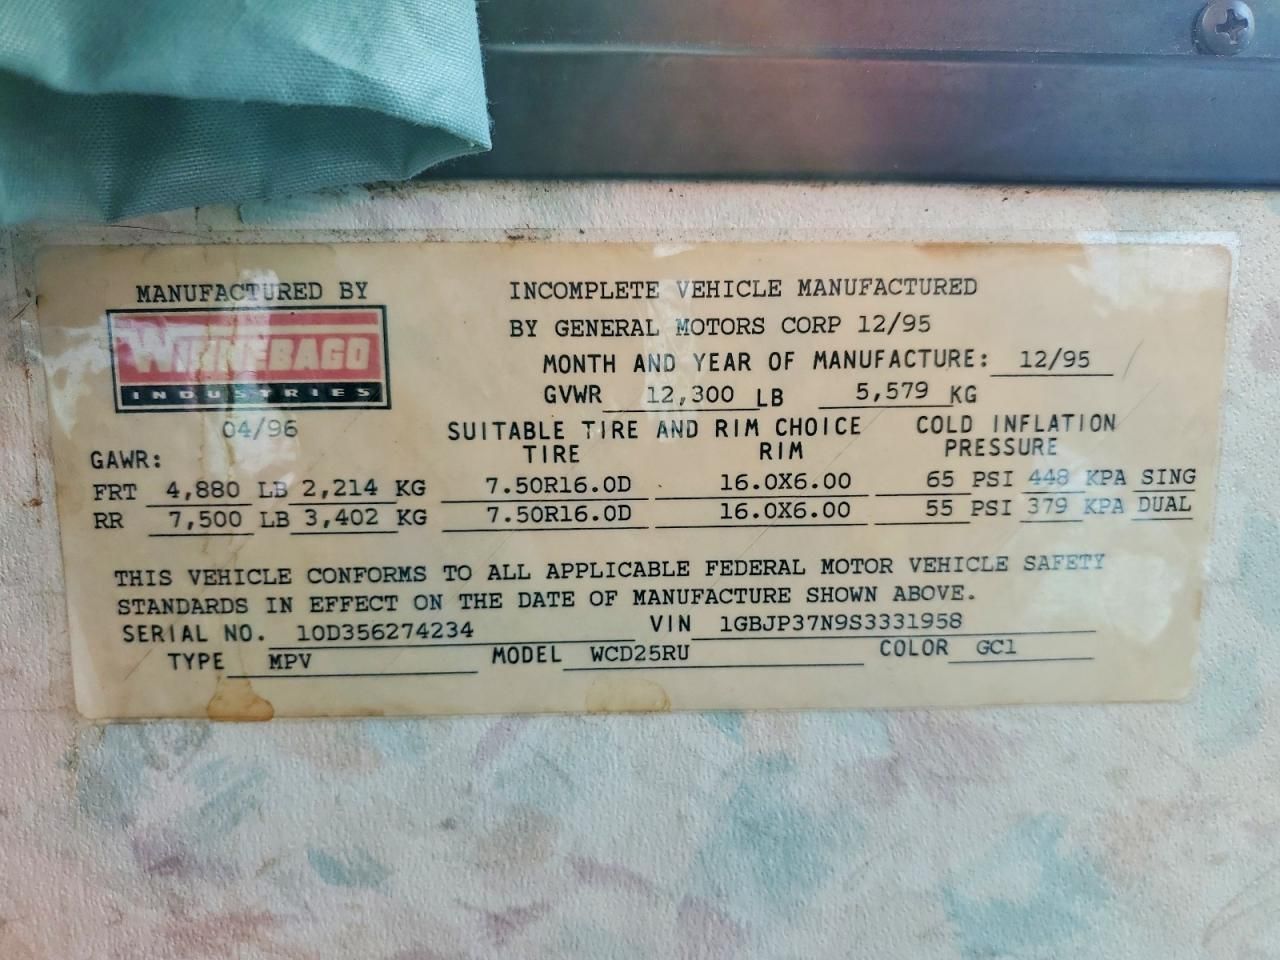 MANUFACTURED BY
WINNEBAGO
INDUSTRIES
04/96
INCOMPLETE VEHICLE MANUFACTURED
BY GENERAL MOTORS CORP 12/95
MONTH AND YEAR OF MANUFACTURE: 12/95
GVWR 12,300 LB 5,579 KG
SUITABLE TIRE AND RIM CHOICE COLD INFLATION
GAWR: TIRE RIM PRESSURE
FRT 4,880 LB 2,214 KG 7.50R16.0D 16.0X6.00 65 PSI 448 KPA SING
RR 7,500 LB 3,402 KG 7.50R16.0D 16.0X6.00 55 PSI 379 KPA DUAL
THIS VEHICLE CONFORMS TO ALL APPLICABLE FEDERAL MOTOR VEHICLE SAFETY
STANDARDS IN EFFECT ON THE DATE OF MANUFACTURE SHOWN ABOVE.
SERIAL NO. 10D356274234 VIN 1GBJP37N9S3331958
TYPE MPV MODEL WCD25RU COLOR GC1